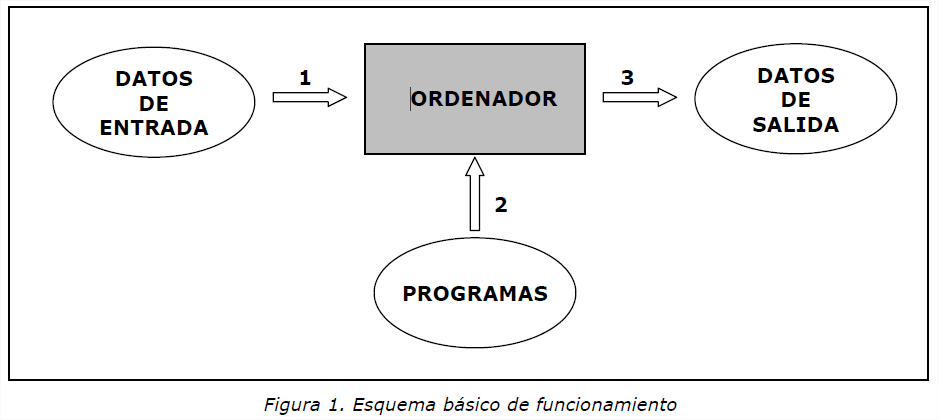 DATOS
DE
ENTRADA
1
ORDENADOR
3
DATOS
DE
SALIDA
2
PROGRAMAS
Figura 1. Esquema básico de funcionamiento